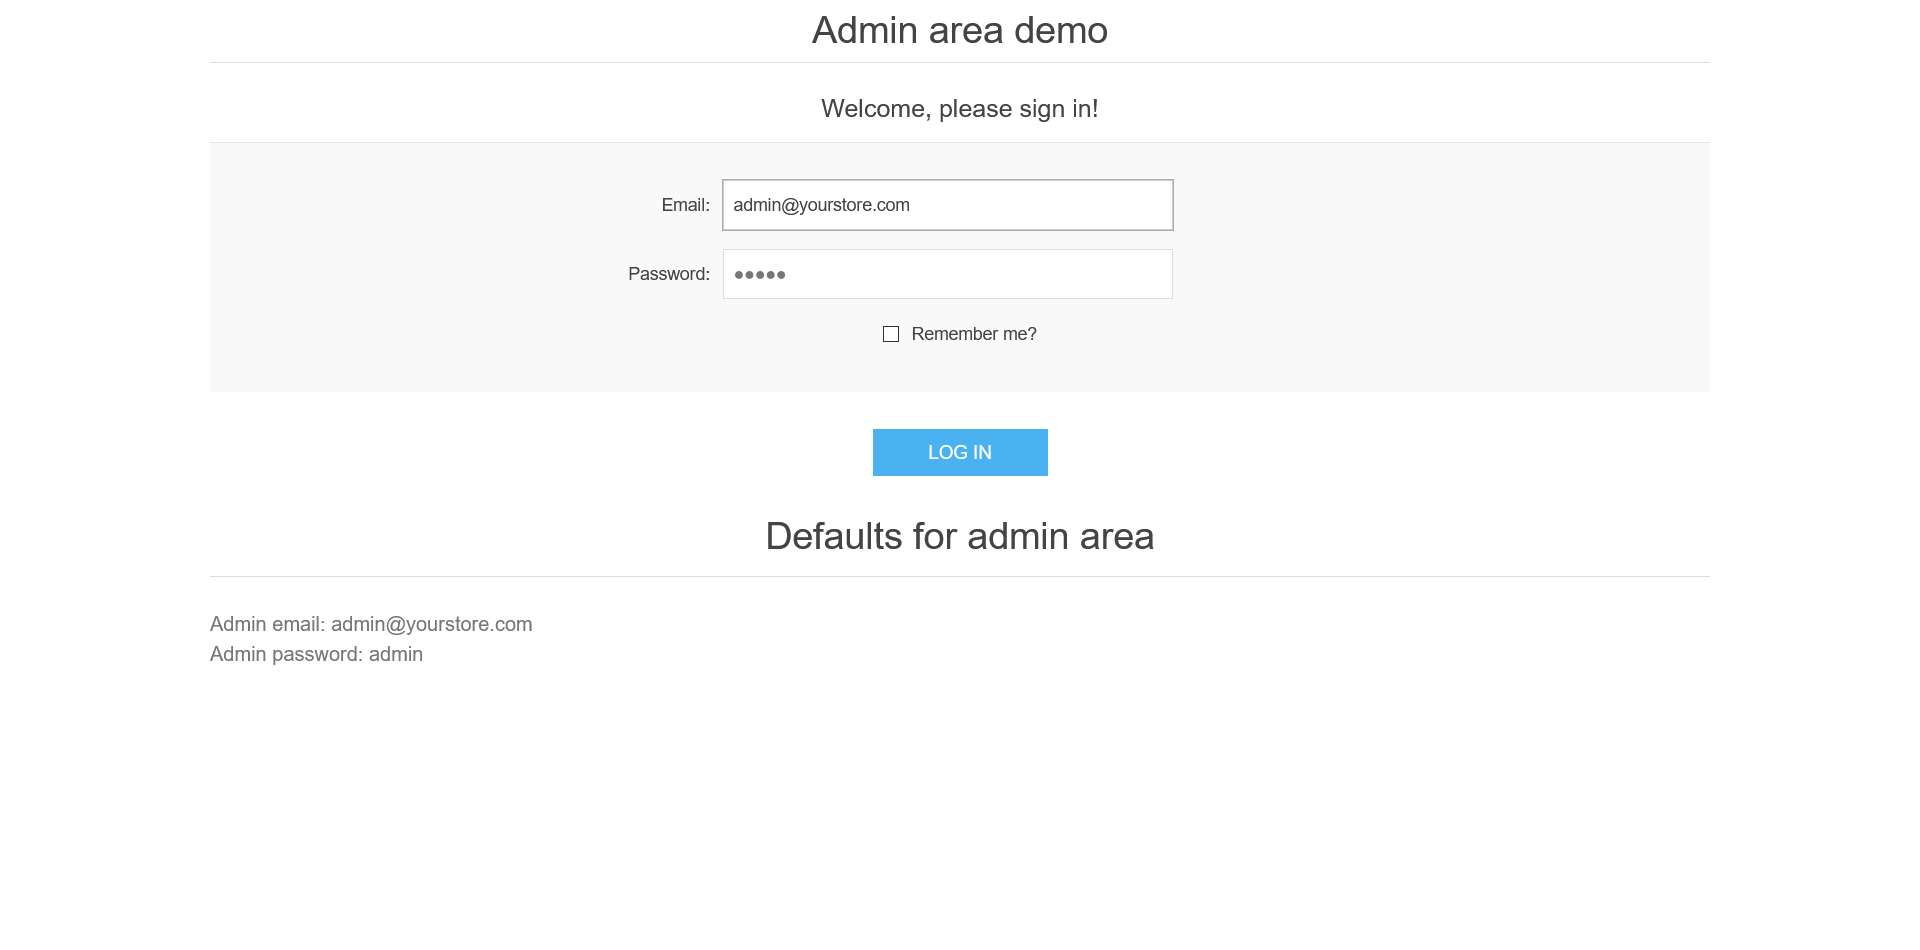 Admin area demo
Welcome, please sign in!
Email: admin@yourstore.com
Password: •••••
Remember me?
LOG IN
Defaults for admin area
Admin email: admin@yourstore.com
Admin password: admin